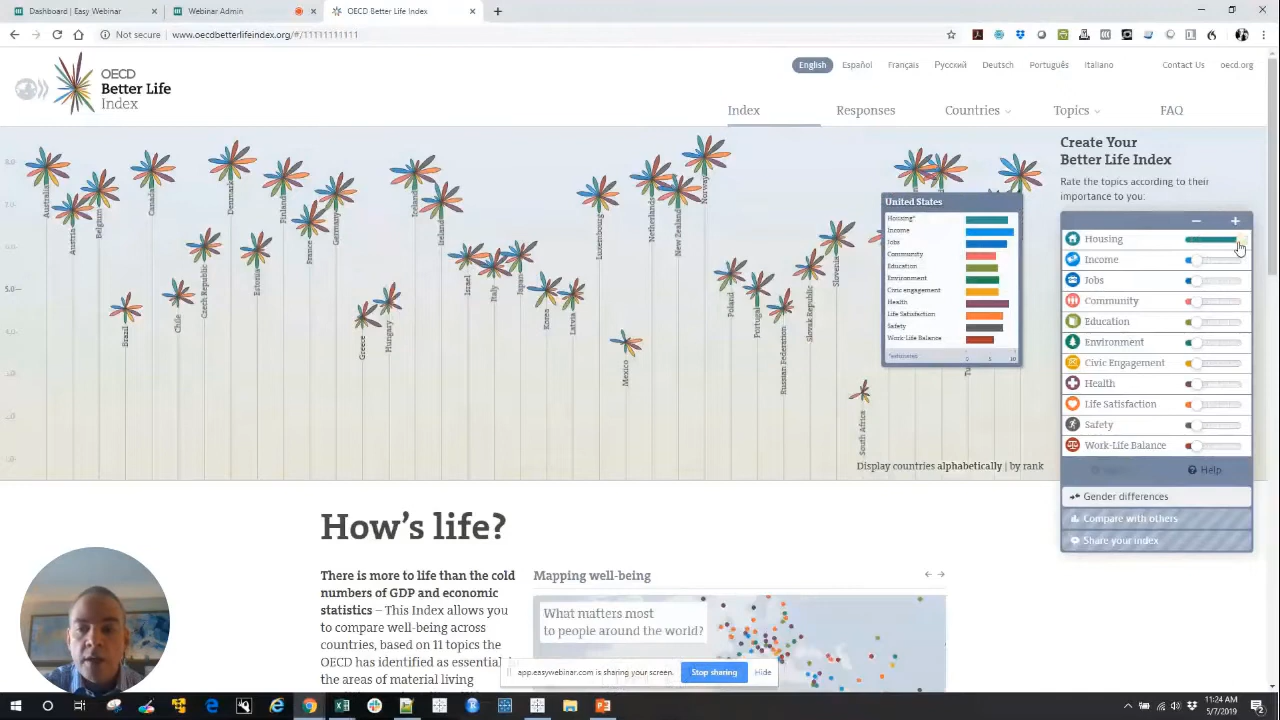 Dashboard | Easy Webinar
Webinar Admin
OECD Better Life Index
Not secure | www.oecdbetterlifeindex.org/#/11111111111
OECD
Better Life
Index
English
Español
Français
Русский
Deutsch
Português
Italiano
Contact Us
oecd.org
Index
Responses
Countries
Topics
FAQ
Create Your
Better Life Index
Rate the topics according to their
importance to you:
Housing
Income
Jobs
Community
Education
Environment
Civic Engagement
Health
Life Satisfaction
Safety
Work-Life Balance
Help
Gender differences
Compare with others
Share your index
Australia
Austria
Belgium
Brazil
Canada
Chile
Czech Republic
Denmark
Estonia
Finland
France
Germany
Greece
Hungary
Iceland
Ireland
Israel
Italy
Japan
Korea
Latvia
Luxembourg
Mexico
Netherlands
New Zealand
Norway
Poland
Portugal
Russian Federation
Slovak Republic
Slovenia
South Africa
United States
Housing*
Income
Jobs
Community
Education
Environment
Civic engagement
Health
Life Satisfaction
Safety
Work-Life Balance
*estimated
0 5 10
Display countries alphabetically | by rank
How's life?
There is more to life than the cold
numbers of GDP and economic
statistics – This Index allows you
to compare well-being across
countries, based on 11 topics the
OECD has identified as essential,
the areas of material living
Mapping well-being
What matters most
to people around the world?
app.easywebinar.com is sharing your screen.
Stop sharing
Hide
11:24 AM
5/7/2019